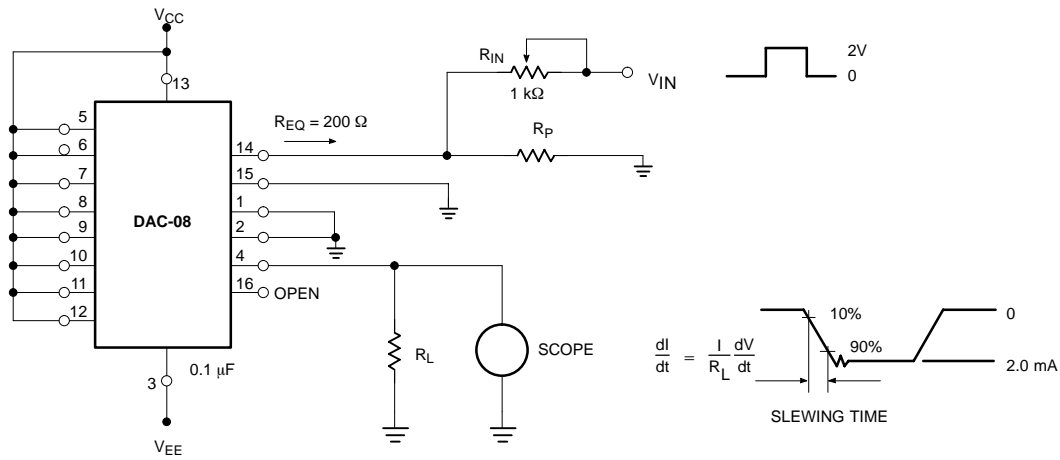 VCC
13
5
6
7
8
9
10
11
12
DAC-08
14
15
1
2
4
16
OPEN
3
0.1 μF
VEE
REQ = 200 Ω
RIN
1 kΩ
VIN
RP
2V
0
RL
SCOPE
dI/dt = I/RL dV/dt
10%
90%
0
2.0 mA
SLEWING TIME